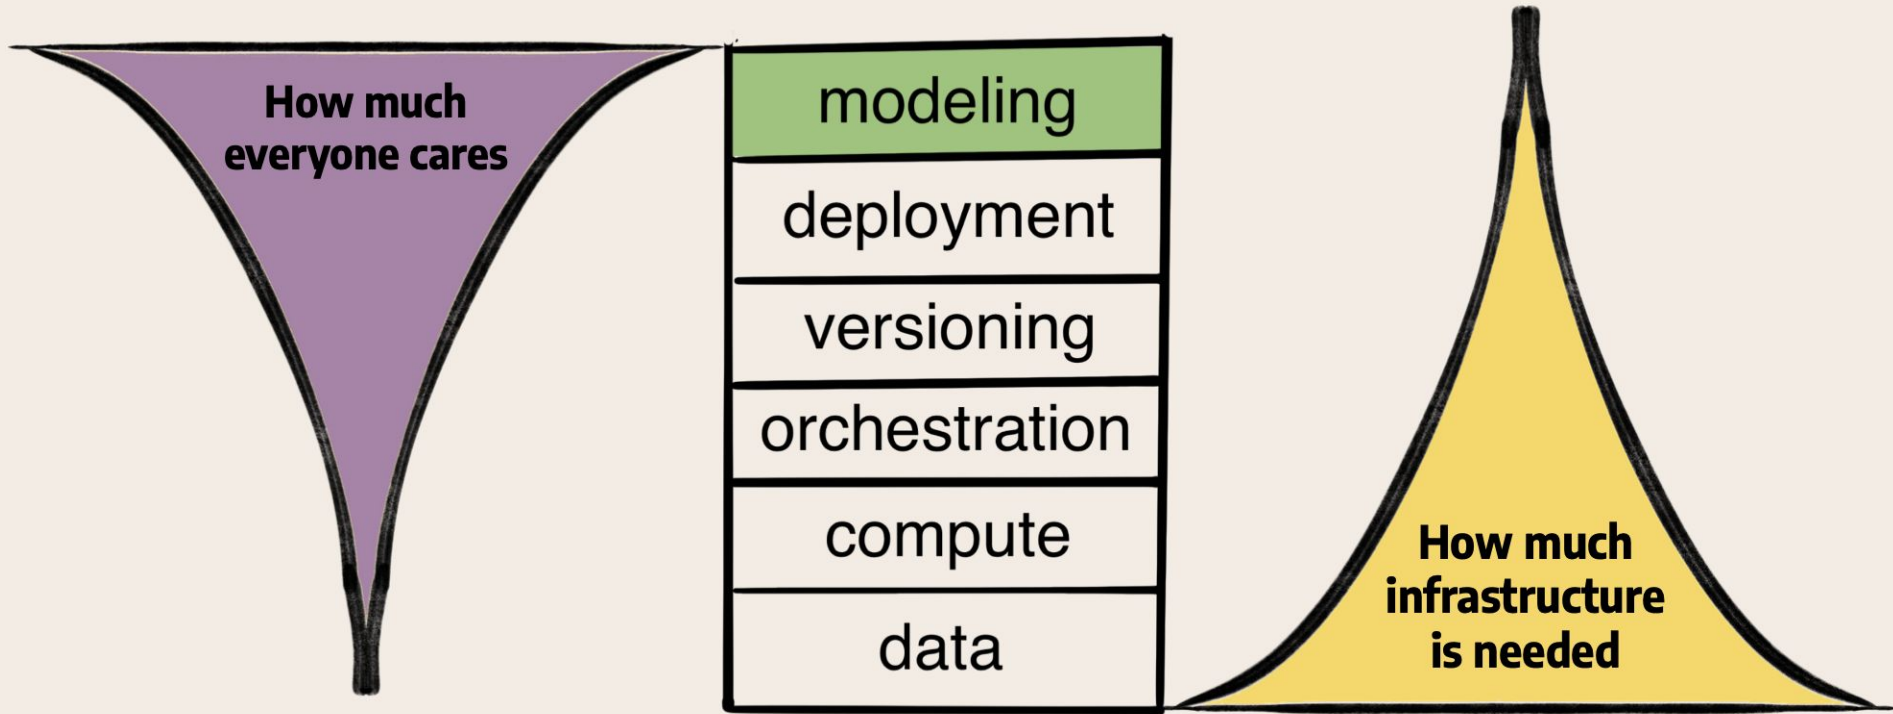 How much
everyone cares
modeling
deployment
versioning
orchestration
compute
data
How much
infrastructure
is needed